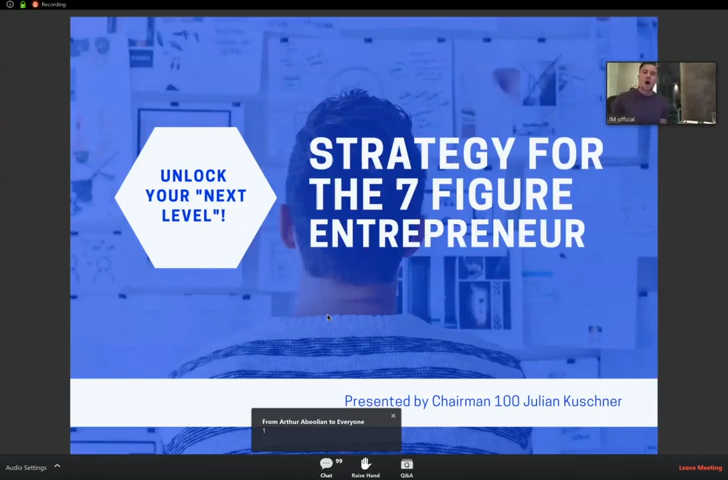 Recording
UNLOCK
YOUR "NEXT
LEVEL"!
STRATEGY FOR
THE 7 FIGURE
ENTREPRENEUR
IM official
Presented by Chairman 100 Julian Kuschner
From Arthur Aboolian to Everyone
1
Audio Settings
99
Chat
Raise Hand
Q&A
Leave Meeting